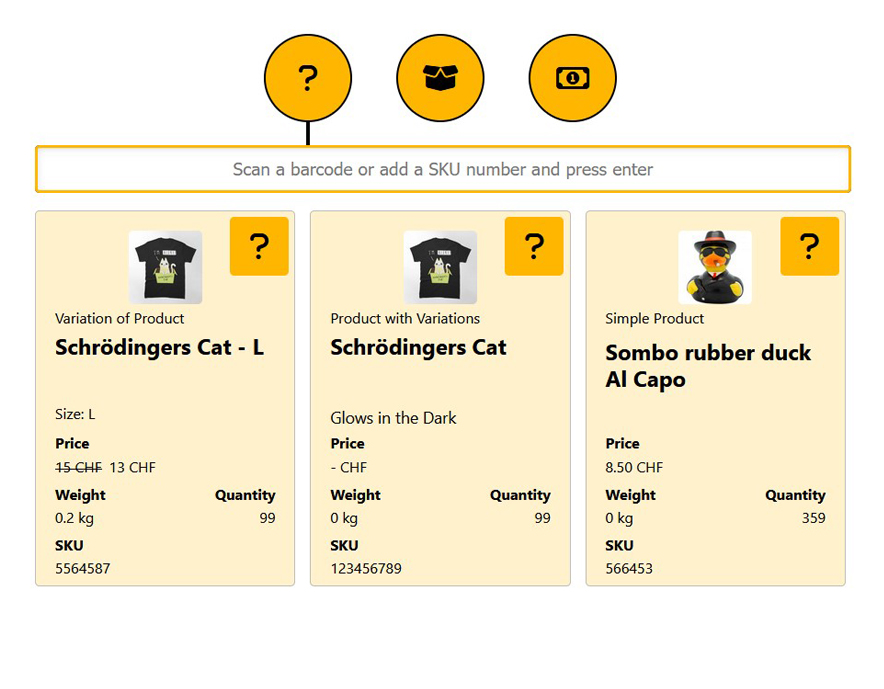 ?
1
Scan a barcode or add a SKU number and press enter
?
Variation of Product
Schrödingers Cat - L
Size: L
Price
15 CHF 13 CHF
Weight Quantity
0.2 kg 99
SKU
5564587
?
Product with Variations
Schrödingers Cat
Glows in the Dark
Price
- CHF
Weight Quantity
0 kg 99
SKU
123456789
?
Simple Product
Sombo rubber duck
Al Capo
Price
8.50 CHF
Weight Quantity
0 kg 359
SKU
566453